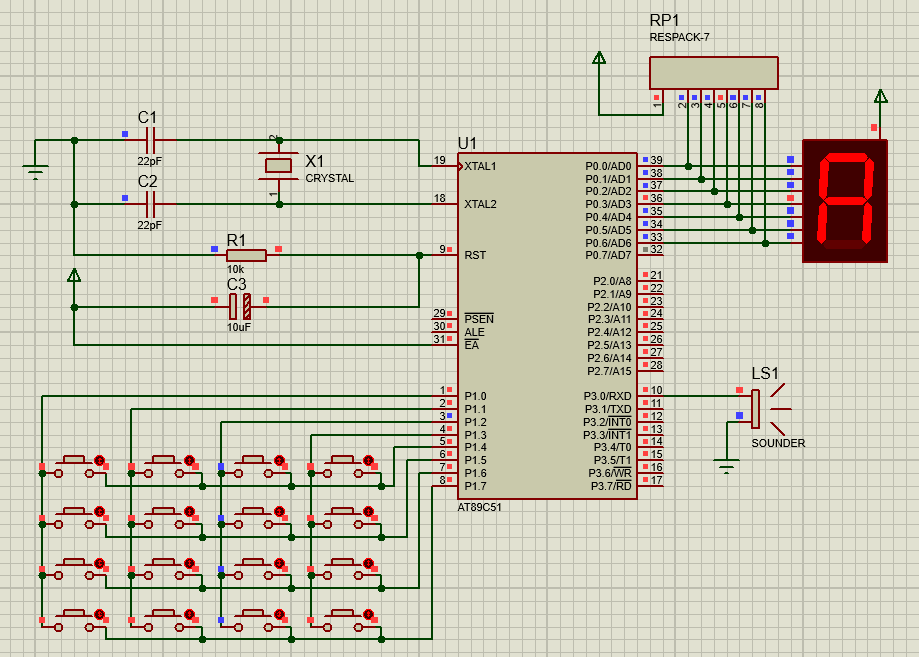 RP1
RESPACK-7
1
2
3
4
5
6
7
8
C1
22pF
C2
22pF
2
X1
CRYSTAL
1
R1
10k
C3
10uF
U1
19 XTAL1
18 XTAL2
9 RST
29 PSEN
30 ALE
31 EA
1 P1.0
2 P1.1
3 P1.2
4 P1.3
5 P1.4
6 P1.5
7 P1.6
8 P1.7
P0.0/AD0 39
P0.1/AD1 38
P0.2/AD2 37
P0.3/AD3 36
P0.4/AD4 35
P0.5/AD5 34
P0.6/AD6 33
P0.7/AD7 32
P2.0/A8 21
P2.1/A9 22
P2.2/A10 23
P2.3/A11 24
P2.4/A12 25
P2.5/A13 26
P2.6/A14 27
P2.7/A15 28
P3.0/RXD 10
P3.1/TXD 11
P3.2/INT0 12
P3.3/INT1 13
P3.4/T0 14
P3.5/T1 15
P3.6/WR 16
P3.7/RD 17
AT89C51
A
LS1
SOUNDER